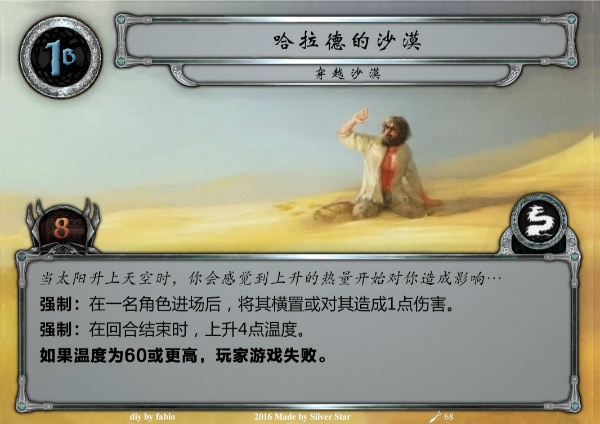 1B
哈拉德的沙漠
穿越沙漠
8
当太阳升上天空时，你会感觉到上升的热量开始对你造成影响…
强制：在一名角色进场后，将其横置或对其造成1点伤害。
强制：在回合结束时，上升4点温度。
如果温度为60或更高，玩家游戏失败。
diy by fabio
2016 Made by Silver Star
68